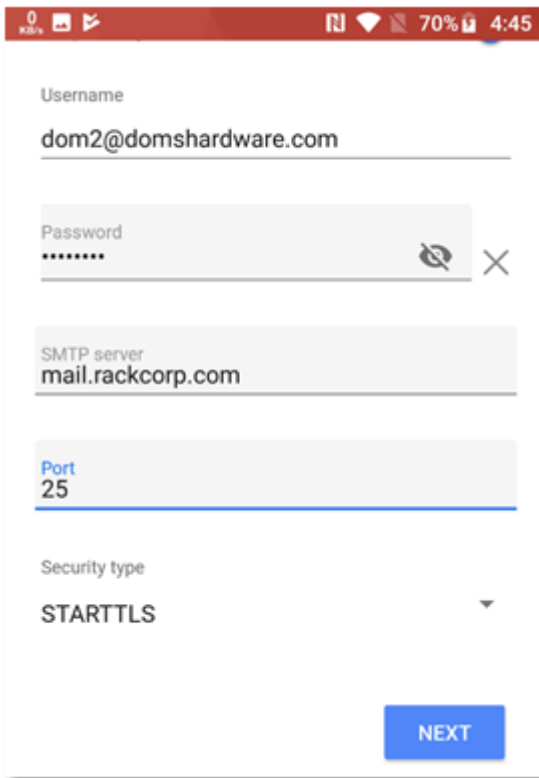 0
KB/s
70% 4:45
Username
dom2@domshardware.com
Password
••••••••
SMTP server
mail.rackcorp.com
Port
25
Security type
STARTTLS
NEXT